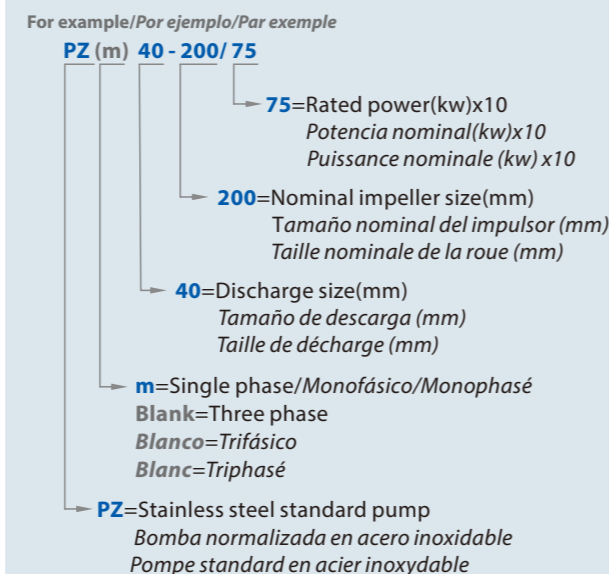 For example/Por ejemplo/Par exemple
PZ (m) 40 - 200/ 75
75=Rated power(kw)x10
Potencia nominal(kw)x10
Puissance nominale (kw) x10
200=Nominal impeller size(mm)
Tamaño nominal del impulsor (mm)
Taille nominale de la roue (mm)
40=Discharge size(mm)
Tamaño de descarga (mm)
Taille de décharge (mm)
m=Single phase/Monofásico/Monophasé
Blank=Three phase
Blanco=Trifásico
Blanc=Triphasé
PZ=Stainless steel standard pump
Bomba normalizada en acero inoxidable
Pompe standard en acier inoxydable